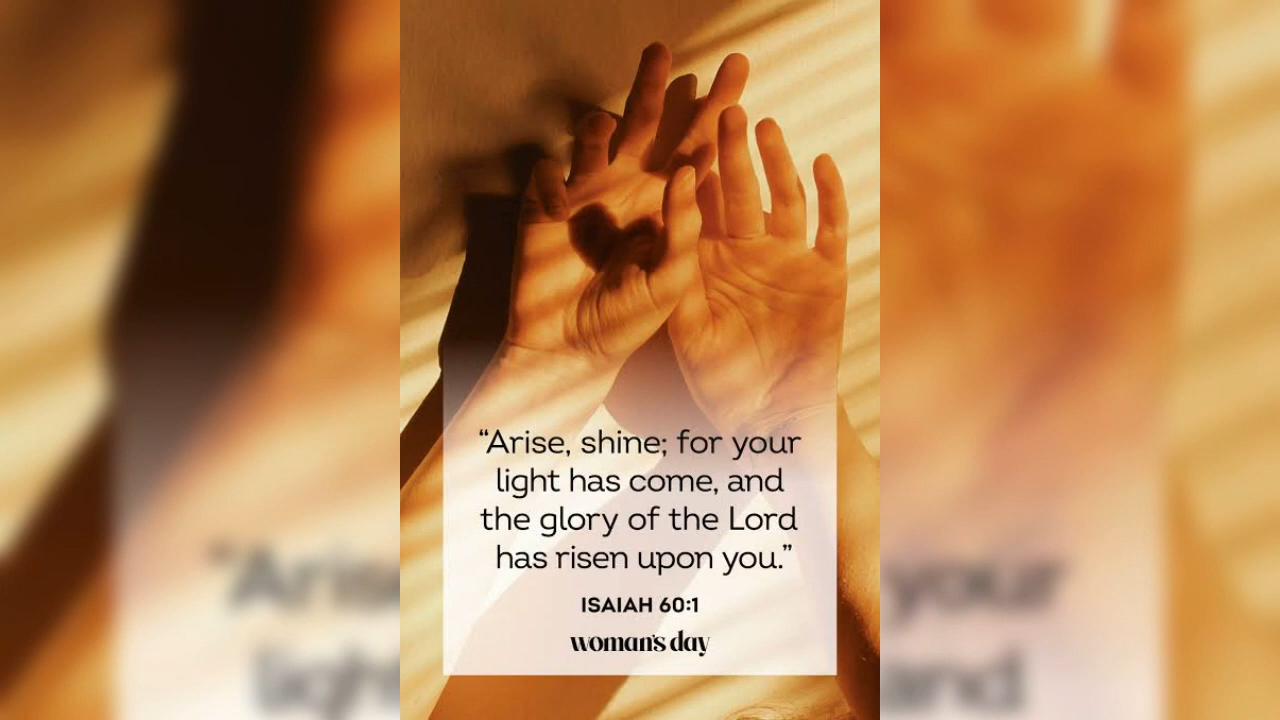 “Arise, shine; for your
light has come, and
the glory of the Lord
has risen upon you.”
ISAIAH 60:1
woman's day